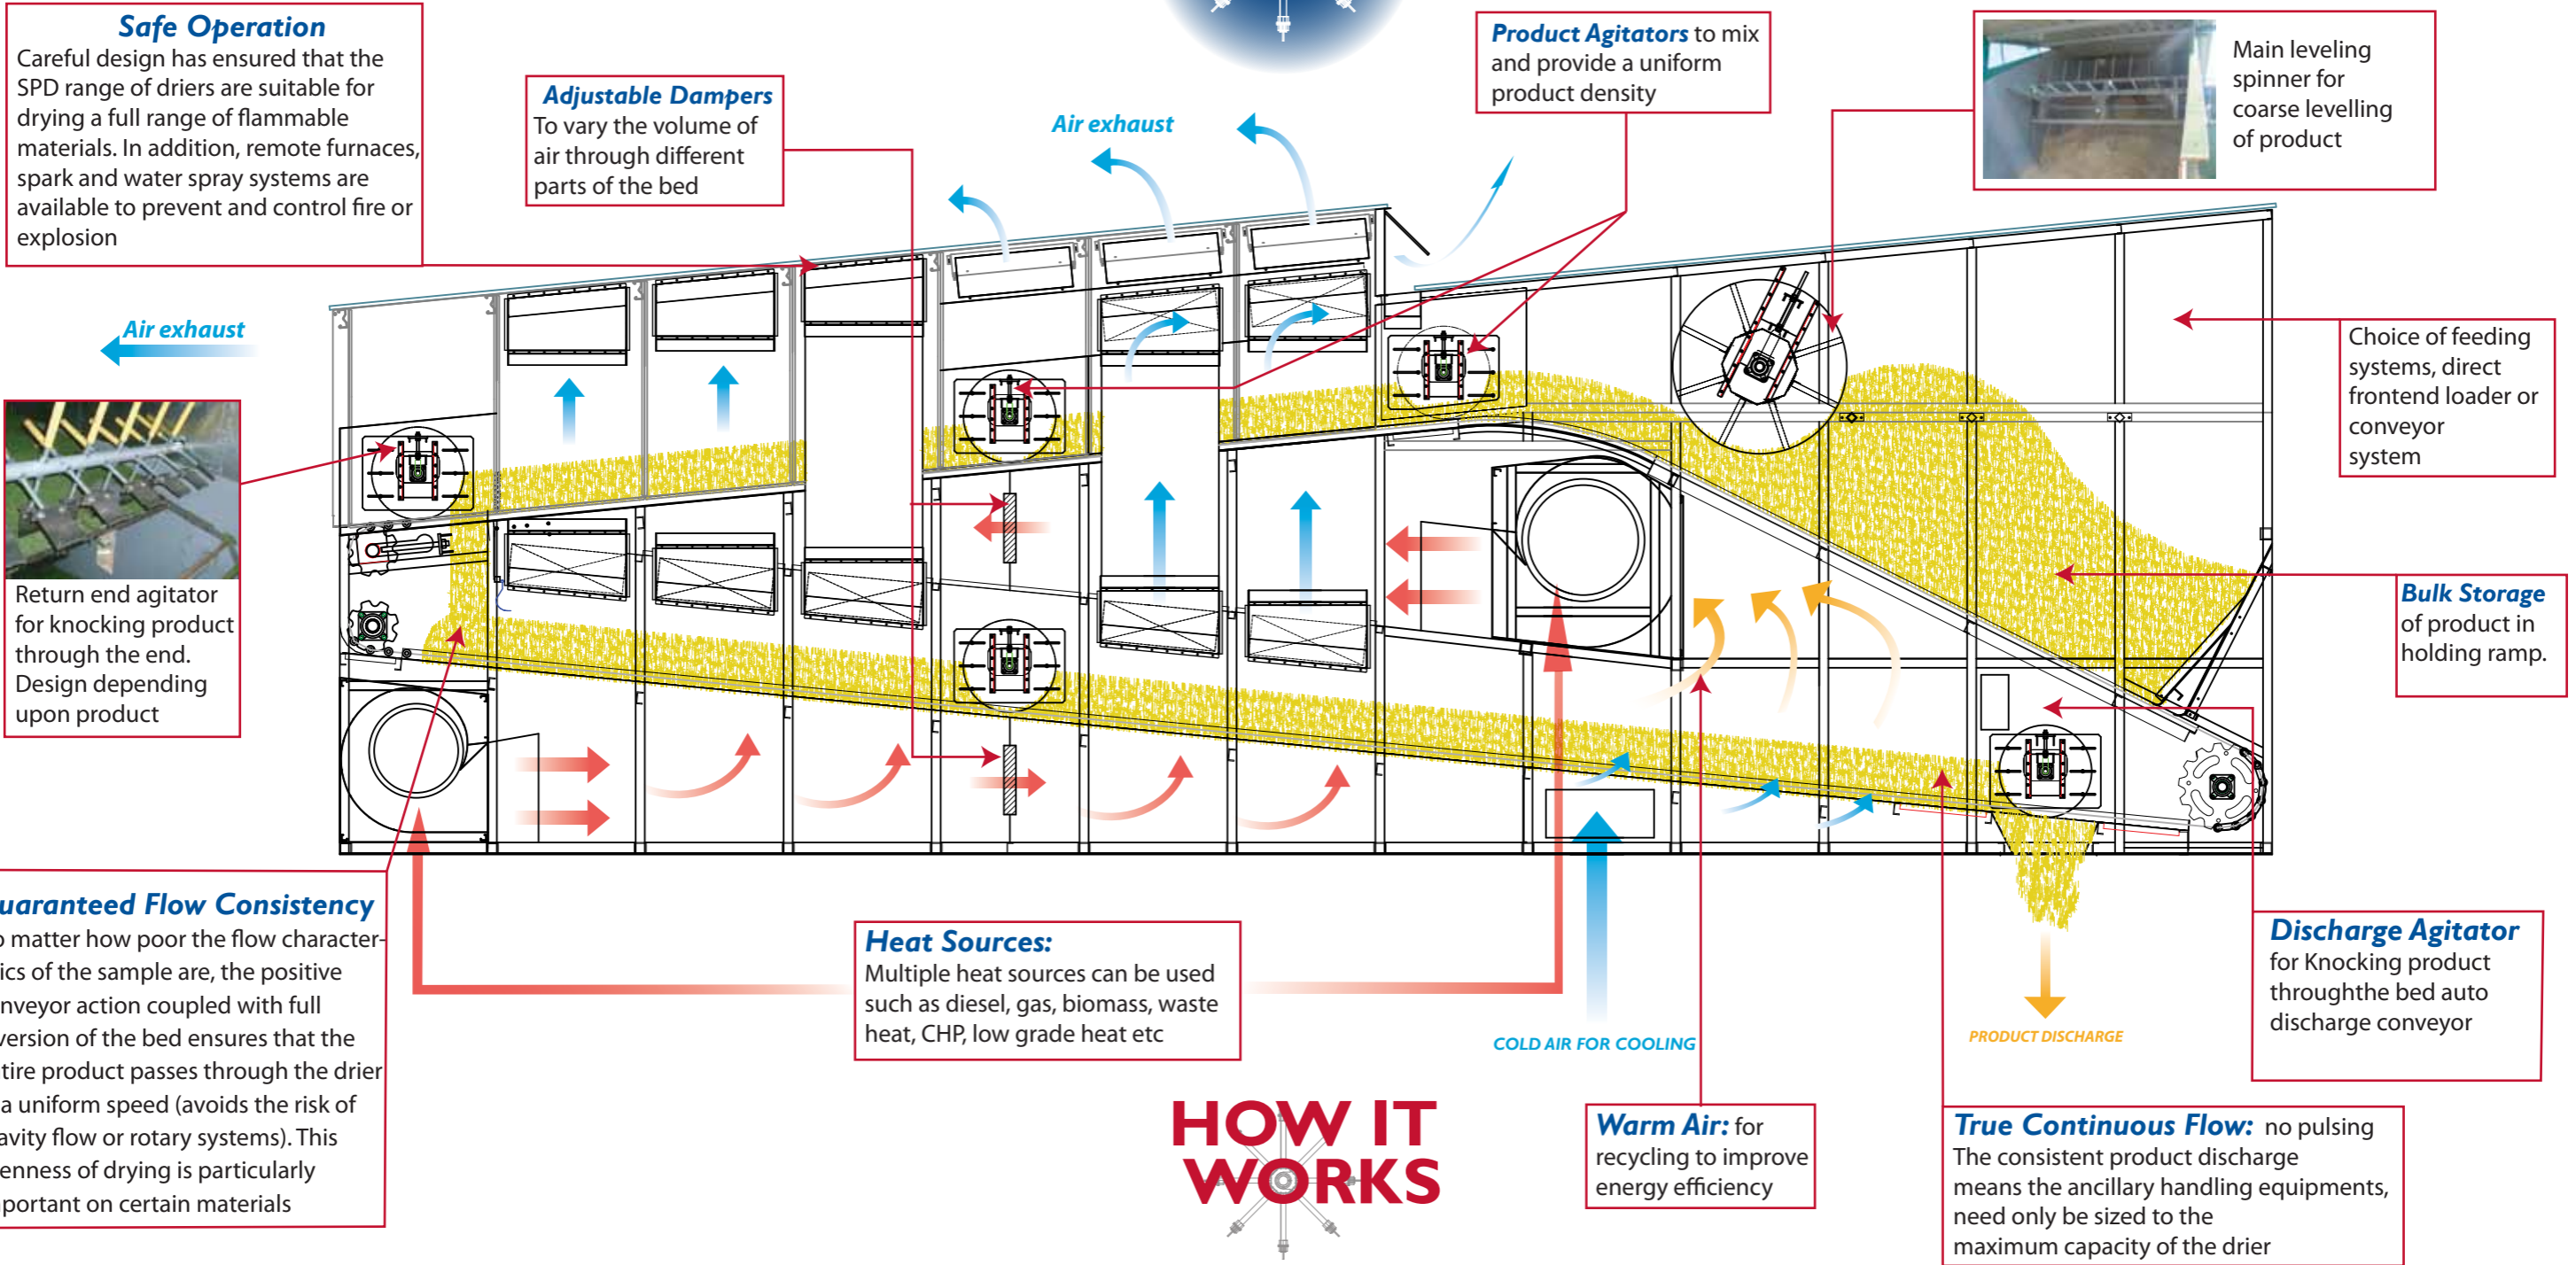 Safe Operation
Careful design has ensured that the
SPD range of driers are suitable for
drying a full range of flammable
materials. In addition, remote furnaces,
spark and water spray systems are
available to prevent and control fire or
explosion
Adjustable Dampers
To vary the volume of
air through different
parts of the bed
Air exhaust
Product Agitators to mix
and provide a uniform
product density
Main leveling
spinner for
coarse levelling
of product
Air exhaust
Choice of feeding
systems, direct
frontend loader or
conveyor
system
Return end agitator
for knocking product
through the end.
Design depending
upon product
Bulk Storage
of product in
holding ramp.
uaranteed Flow Consistency
o matter how poor the flow character-
ics of the sample are, the positive
nveyor action coupled with full
version of the bed ensures that the
tire product passes through the drier
a uniform speed (avoids the risk of
avity flow or rotary systems). This
enness of drying is particularly
portant on certain materials
Heat Sources:
Multiple heat sources can be used
such as diesel, gas, biomass, waste
heat, CHP, low grade heat etc
COLD AIR FOR COOLING
PRODUCT DISCHARGE
Discharge Agitator
for Knocking product
throughthe bed auto
discharge conveyor
HOW IT
WORKS
Warm Air: for
recycling to improve
energy efficiency
True Continuous Flow: no pulsing
The consistent product discharge
means the ancillary handling equipments,
need only be sized to the
maximum capacity of the drier